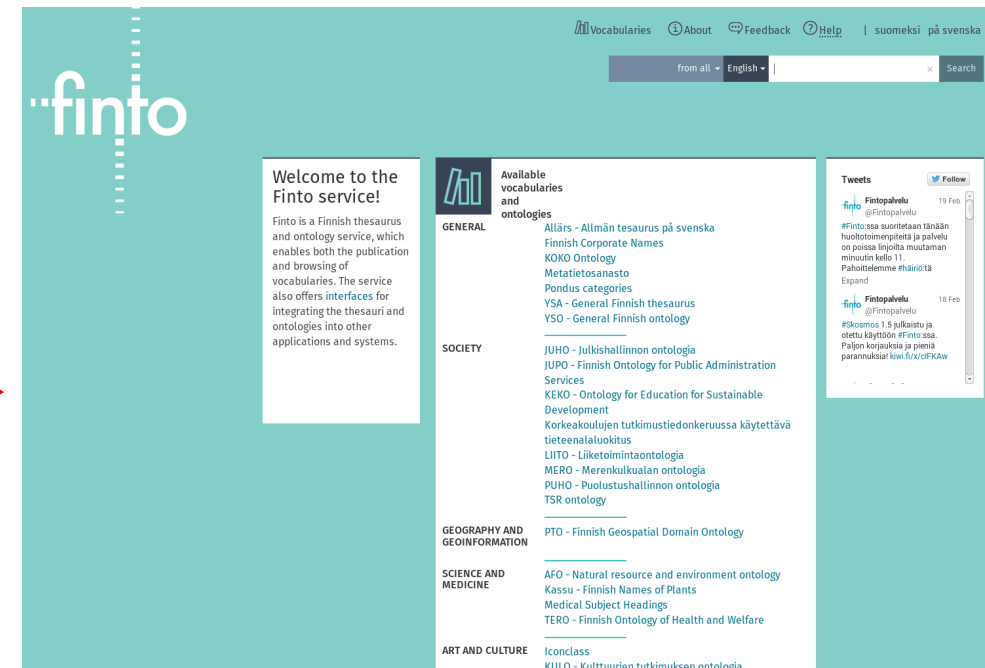 Vocabularies About Feedback Help | suomeksi på svenska
from all English Search
finto
Welcome to the
Finto service!
Finto is a Finnish thesaurus
and ontology service, which
enables both the publication
and browsing of
vocabularies. The service
also offers interfaces for
integrating the thesauri and
ontologies into other
applications and systems.
Available
vocabularies
and
ontologies
GENERAL
Allärs - Allmän tesaurus på svenska
Finnish Corporate Names
KOKO Ontology
Metatietosanasto
Pondus categories
YSA - General Finnish thesaurus
YSO - General Finnish ontology
SOCIETY
JUHO - Julkishallinnon ontologia
JUPO - Finnish Ontology for Public Administration
Services
KEKO - Ontology for Education for Sustainable
Development
Korkeakoulujen tutkimustiedonkeruussa käytettävä
tieteenalaluokitus
LIITO - Liiketoimintaontologia
MERO - Merenkulkualan ontologia
PUHO - Puolustushallinnon ontologia
TSR ontology
GEOGRAPHY AND
GEOINFORMATION
PTO - Finnish Geospatial Domain Ontology
SCIENCE AND
MEDICINE
AFO - Natural resource and environment ontology
Kassu - Finnish Names of Plants
Medical Subject Headings
TERO - Finnish Ontology of Health and Welfare
ART AND CULTURE
Iconclass
KULO - Kulttuurien tutkimuksen ontologia
Tweets Follow
finto Fintopalvelu 19 Feb
@Fintopalvelu
#Finto:ssa suoritetaan tänään
huoltotoimenpiteitä ja palvelu
on poissa linjoilta muutaman
minuutin kello 11.
Pahoittelemme #häiriö:tä
Expand
finto Fintopalvelu 18 Feb
@Fintopalvelu
#Skosmos 1.5 julkaistu ja
otettu käyttöön #Finto:ssa.
Paljon korjauksia ja pieniä
parannuksia! kiwi.fi/x/clFKAw